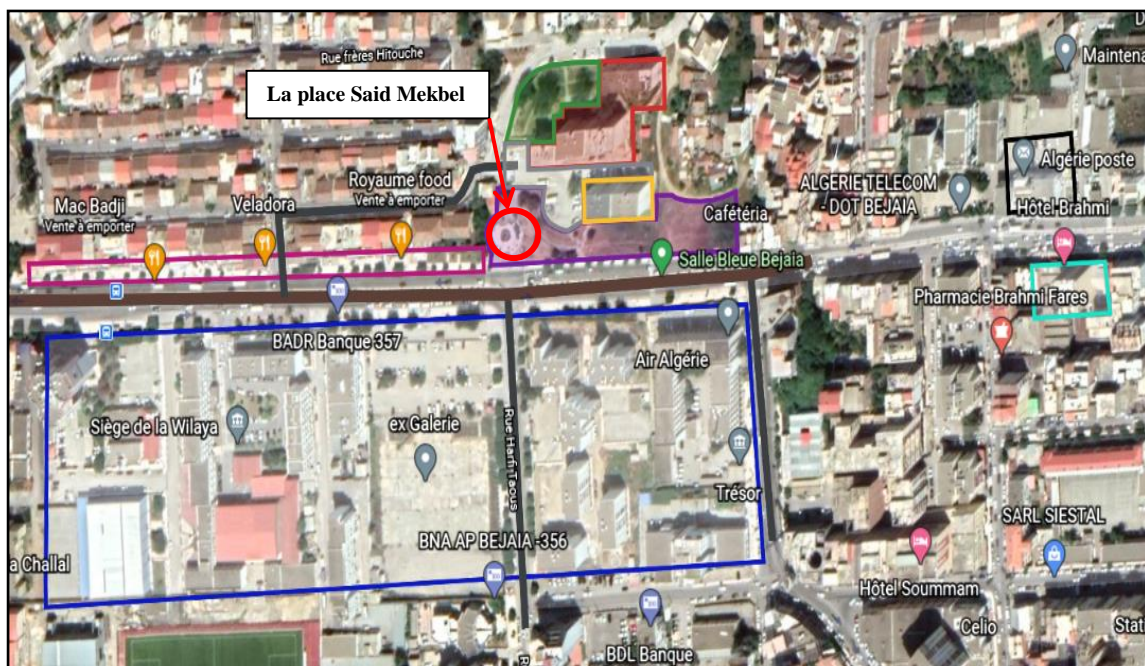 Rue frères Hitouche
Maintena
La place Said Mekbel
Algérie poste
Royaume food
Vente à emporter
ALGERIE TELECOM
- DOT BEJAIA
Mac Badji
Vente à emporter
Veladora
Cafétéria
Hôtel Brahmi
Salle Bleue Bejaia
Pharmacie Brahmi Fares
BADR Banque 357
Air Algérie
Siège de la Wilaya
ex Galerie
Rue Harfi Taous
Trésor
SARL SIESTAL
BNA AP BEJAIA -356
a Challal
Hôtel Soummam
Celio
Stati
BDL Banque